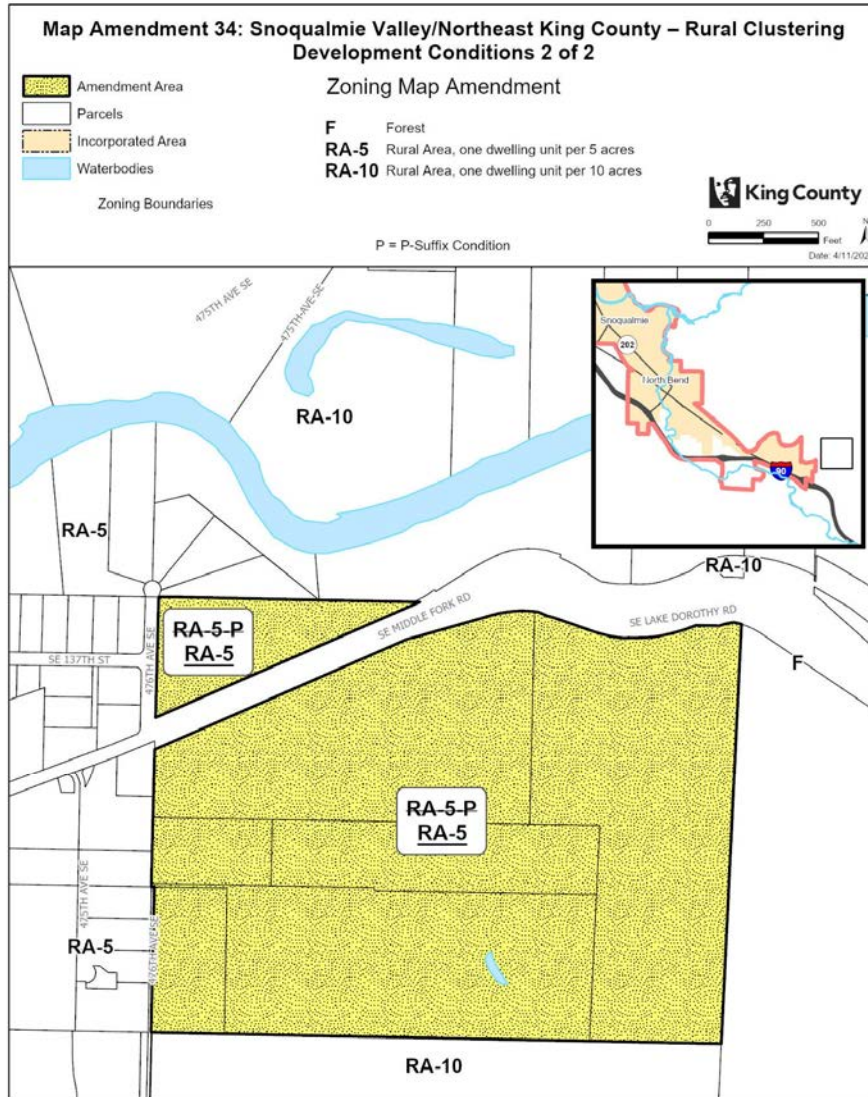 Map Amendment 34: Snoqualmie Valley/Northeast King County – Rural Clustering
Development Conditions 2 of 2
Amendment Area
Parcels
Incorporated Area
Waterbodies
Zoning Boundaries
Zoning Map Amendment
F Forest
RA-5 Rural Area, one dwelling unit per 5 acres
RA-10 Rural Area, one dwelling unit per 10 acres
P = P-Suffix Condition
King County
0 250 500
Feet
N
Date: 4/11/202
475TH AVE SE
475TH AVE SE
RA-10
Snoqualmie
202
North Bend
90
RA-5
RA-10
RA-5-P
RA-5
SE MIDDLE FORK RD
SE LAKE DOROTHY RD
SE 137TH ST
476TH AVE SE
F
RA-5-P
RA-5
475TH AVE SE
476TH AVE SE
RA-5
RA-10